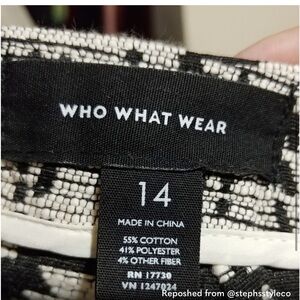 WHO WHAT WEAR
14
MADE IN CHINA
55% COTTON
41% POLYESTER
4% OTHER FIBER
RN 17730
VN 1247024
Reposhed from @stephsstyleco